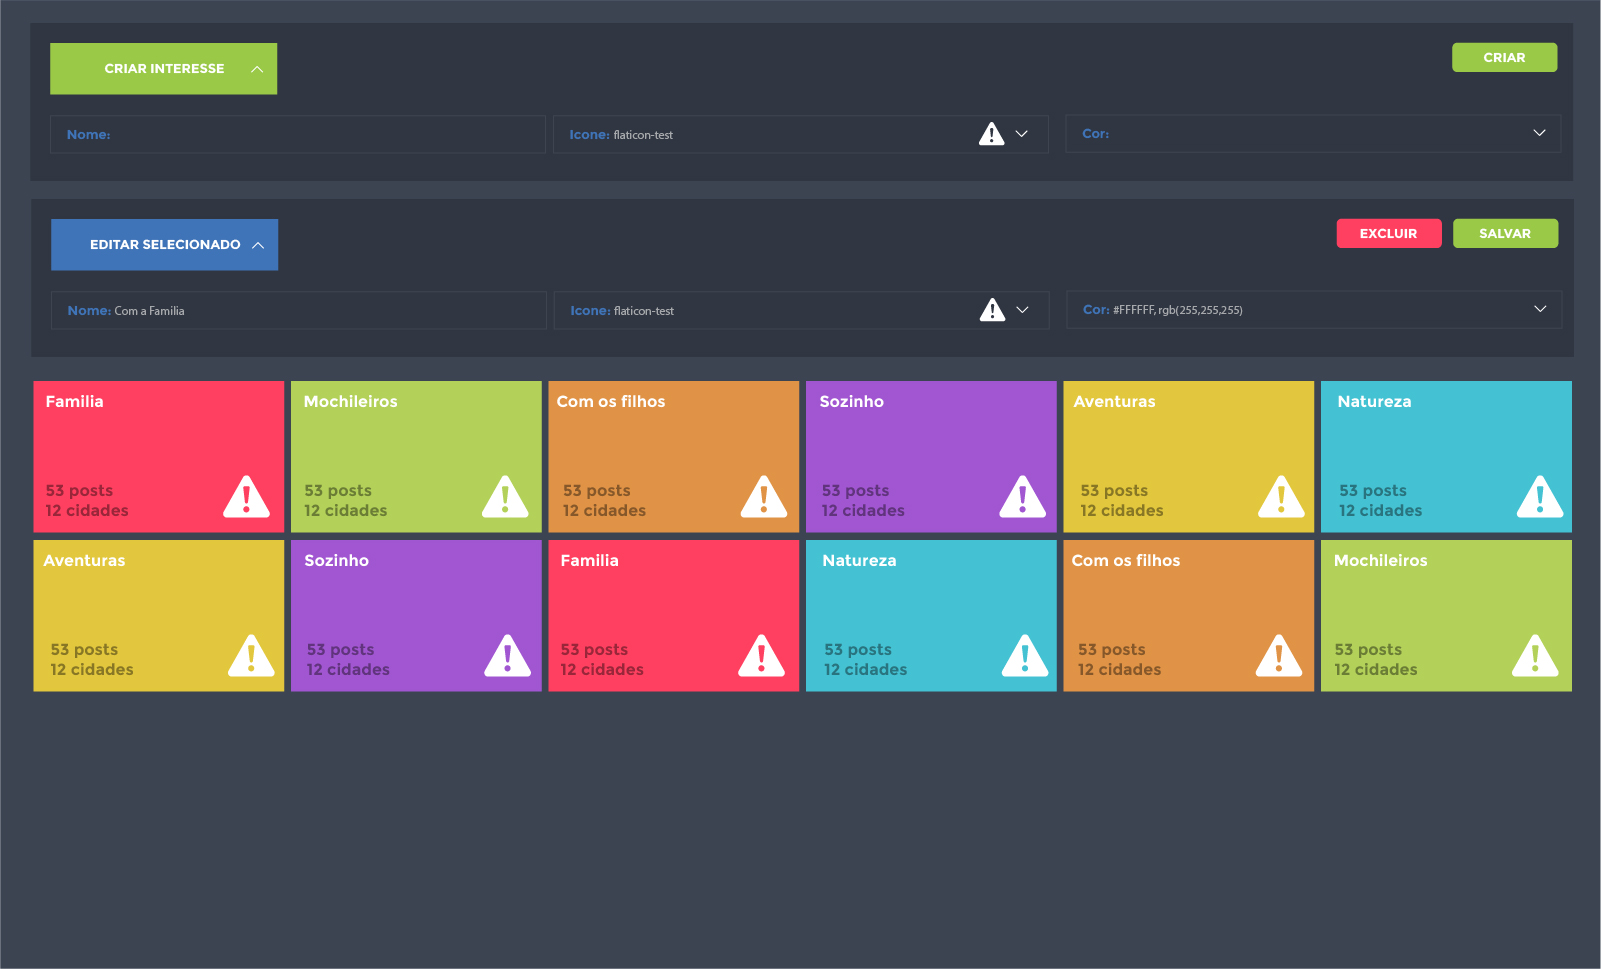 CRIAR INTERESSE
CRIAR
Nome:
Icone: flaticon-test
Cor:
EDITAR SELECIONADO
EXCLUIR
SALVAR
Nome: Com a Familia
Icone: flaticon-test
Cor: #FFFFFF, rgb(255,255,255)
Familia
53 posts
12 cidades
Mochileiros
53 posts
12 cidades
Com os filhos
53 posts
12 cidades
Sozinho
53 posts
12 cidades
Aventuras
53 posts
12 cidades
Natureza
53 posts
12 cidades
Aventuras
53 posts
12 cidades
Sozinho
53 posts
12 cidades
Familia
53 posts
12 cidades
Natureza
53 posts
12 cidades
Com os filhos
53 posts
12 cidades
Mochileiros
53 posts
12 cidades